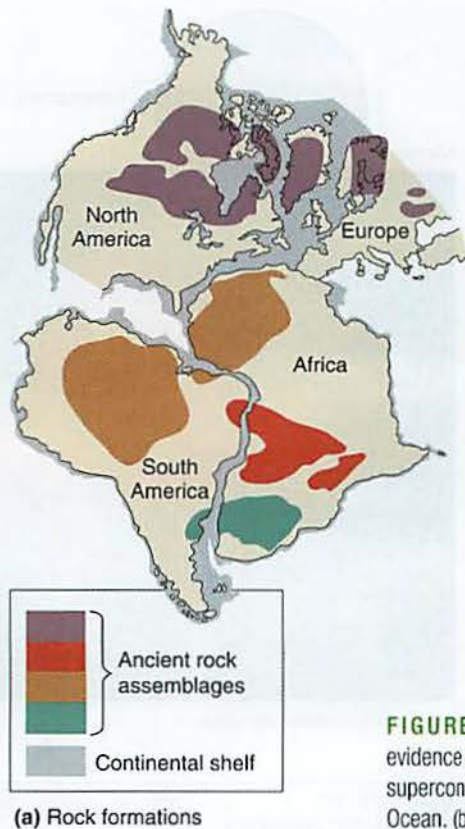 North
America
Europe
Africa
South
America
Ancient rock
assemblages
Continental shelf
(a) Rock formations
FIGURE
evidence
supercon
Ocean. (b